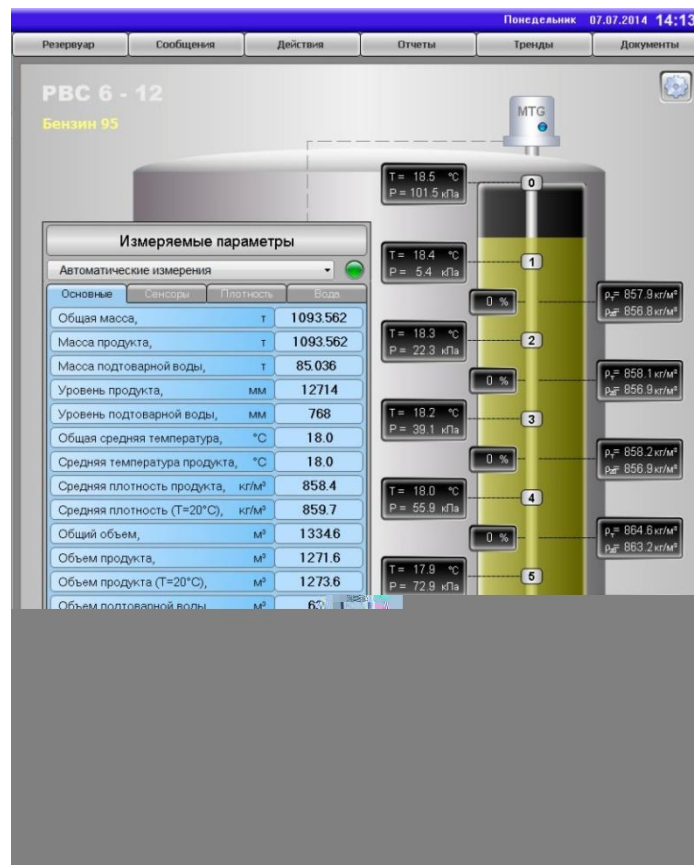 Понедельник 07.07.2014 14:13
Резервуар Сообщения Действия Отчеты Тренды Документы
РВС 6 - 12
Бензин 95
MTG
T = 18.5 °C
P = 101.5 кПа
0
Измеряемые параметры
Автоматические измерения
Основные Сенсоры Плотность Вода
Общая масса, т 1093.562
Масса продукта, т 1093.562
Масса подтоварной воды, т 85.036
Уровень продукта, мм 12714
Уровень подтоварной воды, мм 768
Общая средняя температура, °C 18.0
Средняя температура продукта, °C 18.0
Средняя плотность продукта, кг/м³ 858.4
Средняя плотность (T=20°C), кг/м³ 859.7
Общий объем, м³ 1334.6
Объем продукта, м³ 1271.6
Объем продукта (T=20°C), м³ 1273.6
Объем подтоварной воды м³
T = 18.4 °C
P = 5.4 кПа
1
0 %
ρт= 857.9 кг/м³
ρ20= 856.8 кг/м³
T = 18.3 °C
P = 22.3 кПа
2
0 %
ρт= 858.1 кг/м³
ρ20= 856.9 кг/м³
T = 18.2 °C
P = 39.1 кПа
3
0 %
ρт= 858.2 кг/м³
ρ20= 856.9 кг/м³
T = 18.0 °C
P = 55.9 кПа
4
0 %
ρт= 864.6 кг/м³
ρ20= 863.2 кг/м³
T = 17.9 °C
P = 72.9 кПа
5